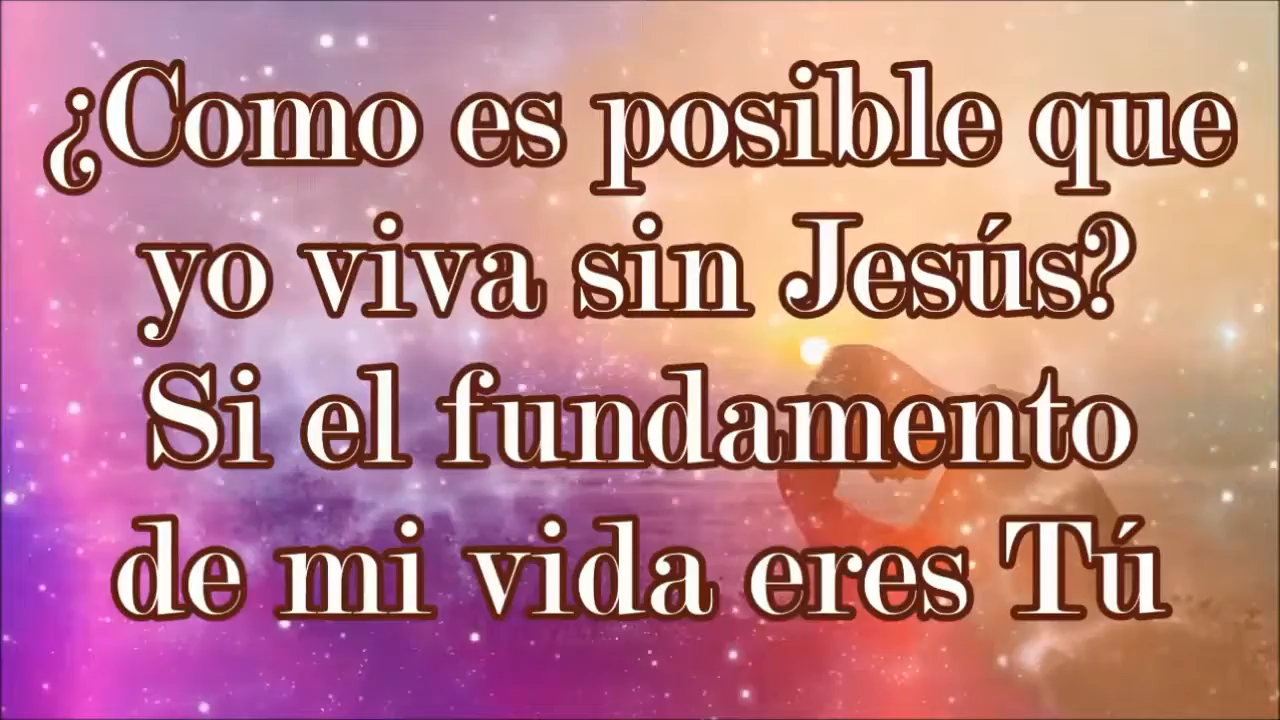 ¿Como es posible que
yo viva sin Jesús?
Si el fundamento
de mi vida eres Tú